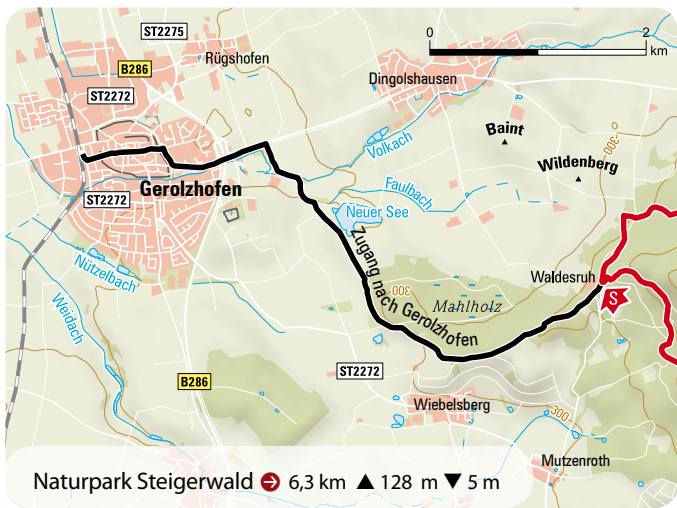 ST2275
0 2
km
Rügshofen
B286
Dingolshausen
ST2272
Baint
300
Volkach
Wildenberg
Gerolzhofen
Faulbach
ST2272
Neuer See
Zugang nach Gerolzhofen
Nützelbach
Waldesruh
300
S
Weidach
Mahlholz
ST2272
B286
Wiebelsberg
300
Mutzenroth
Naturpark Steigerwald 6,3 km ▲ 128 m ▼ 5 m